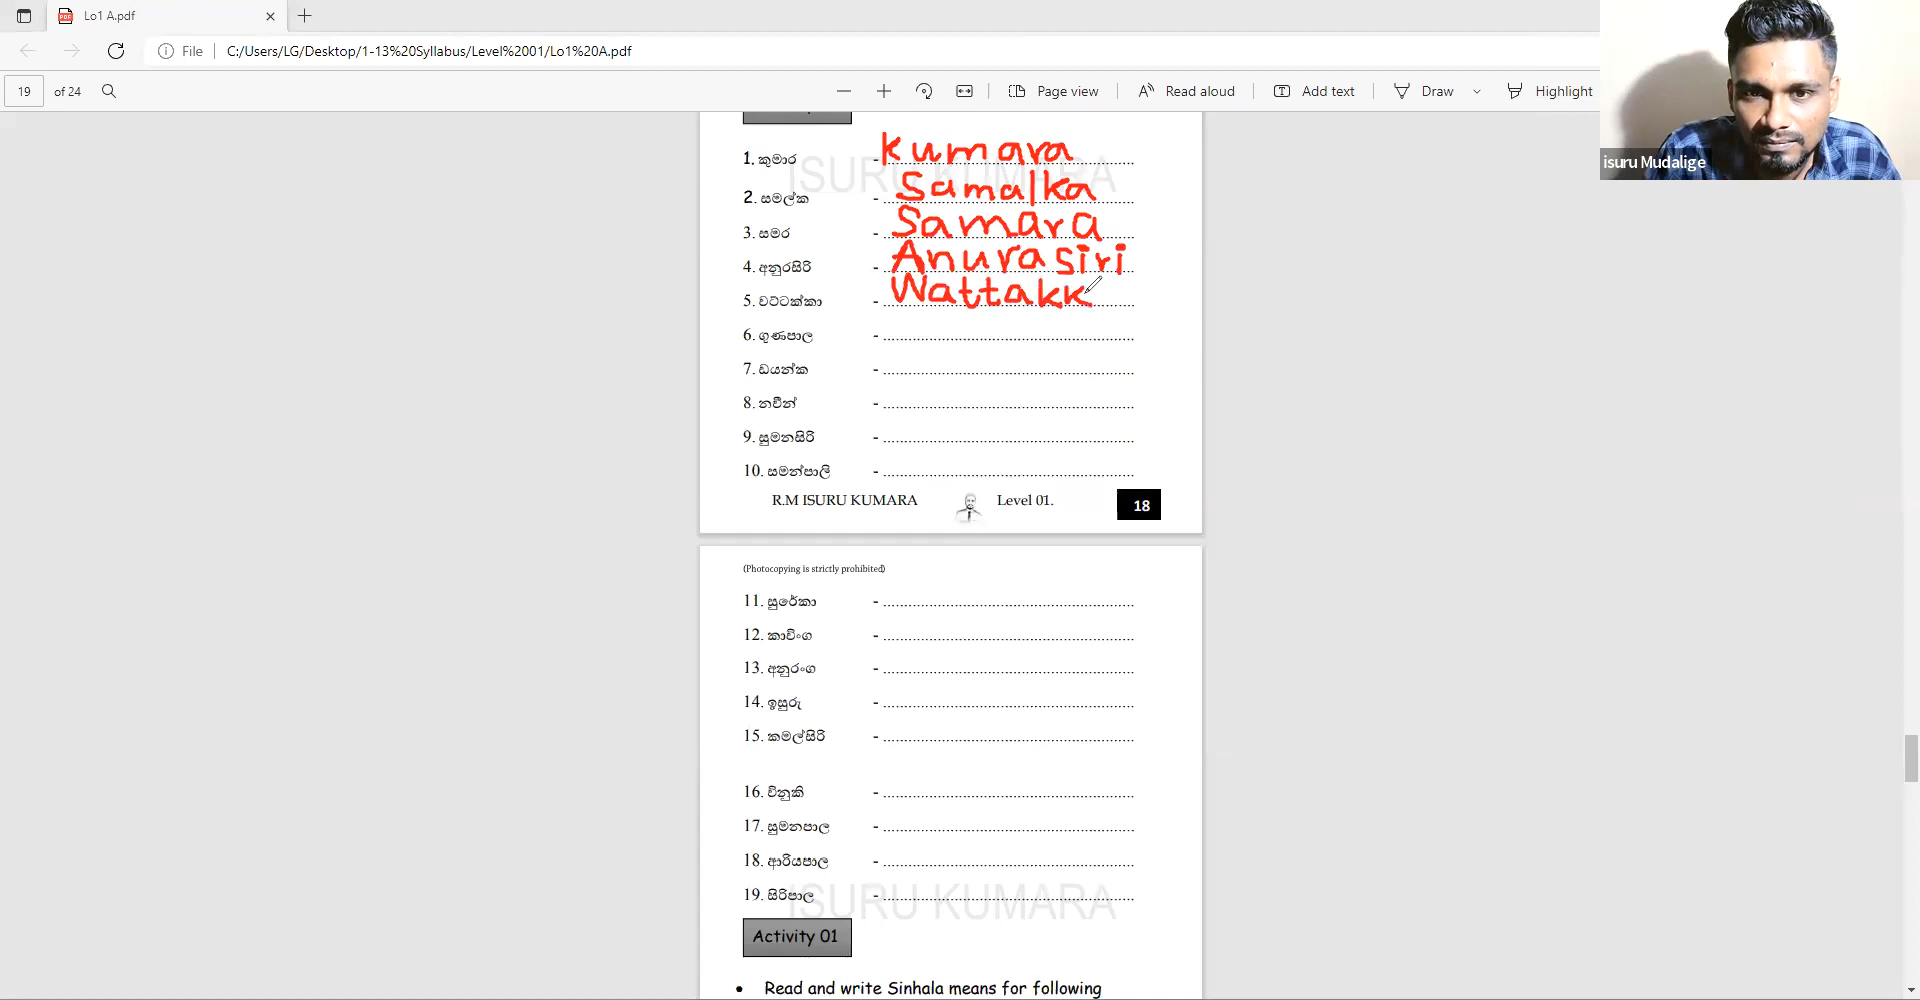 Lo1 A.pdf
File C:/Users/LG/Desktop/1-13%20Syllabus/Level%2001/Lo1%20A.pdf
19 of 24 Page view Read aloud Add text Draw Highlight
isuru Mudalige
ISURU KUMARA
1. කුමාර - Kumara
2. සමල්ක - Samalka
3. සමර - Samara
4. අනුරසිරි - Anurasiri
5. වට්ටක්කා - Wattakk
6. ගුණපාල -
7. ඩයන්ක -
8. නවීන් -
9. සුමනසිරි -
10. සමන්පාලි -
R.M ISURU KUMARA Level 01. 18
(Photocopying is strictly prohibited)
11. සුරේකා -
12. කාවිංග -
13. අනුරංග -
14. ඉසුරු -
15. කමල්සිරි -
16. විනුකි -
17. සුමනපාල -
18. ආරියපාල -
19. සිරිපාල -
ISURU KUMARA
Activity 01
• Read and write Sinhala means for following